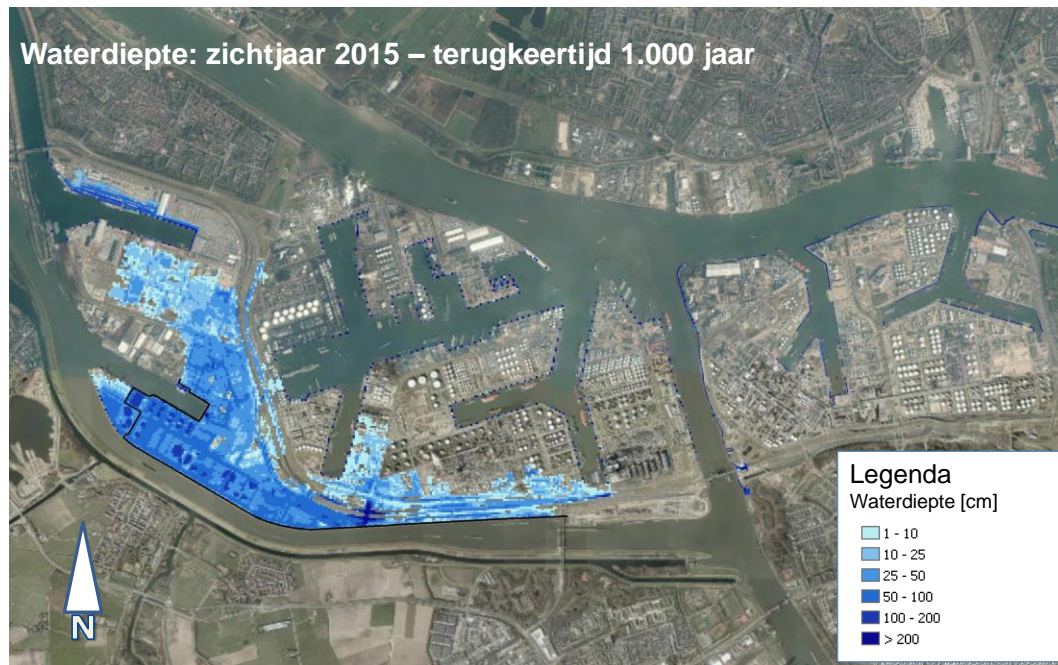 Waterdiepte: zichtjaar 2015 – terugkeertijd 1.000 jaar
Legenda
Waterdiepte [cm]
1 - 10
10 - 25
25 - 50
50 - 100
100 - 200
> 200
N